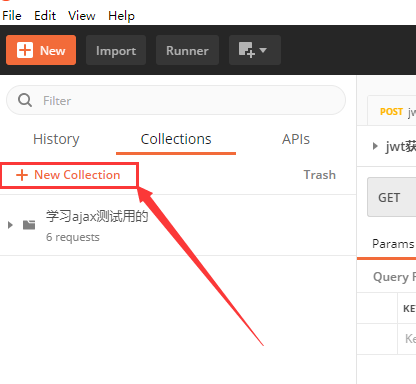 File Edit View Help
New Import Runner
Filter
History Collections APIs
POST jw
New Collection Trash
jwt获
GET
学习ajax测试用的
6 requests
Params
Query P
KE
Ke